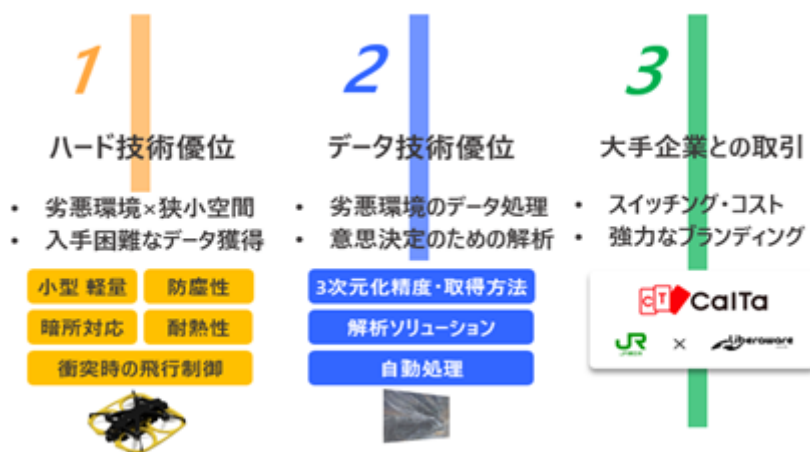 1
ハード技術優位
• 劣悪環境×狭小空間
• 入手困難なデータ獲得
小型 軽量
防塵性
暗所対応
耐熱性
衝突時の飛行制御
2
データ技術優位
• 劣悪環境のデータ処理
• 意思決定のための解析
3次元化精度・取得方法
解析ソリューション
自動処理
3
大手企業との取引
• スイッチング・コスト
• 強力なブランディング
CT CalTa
JR × Liberaware